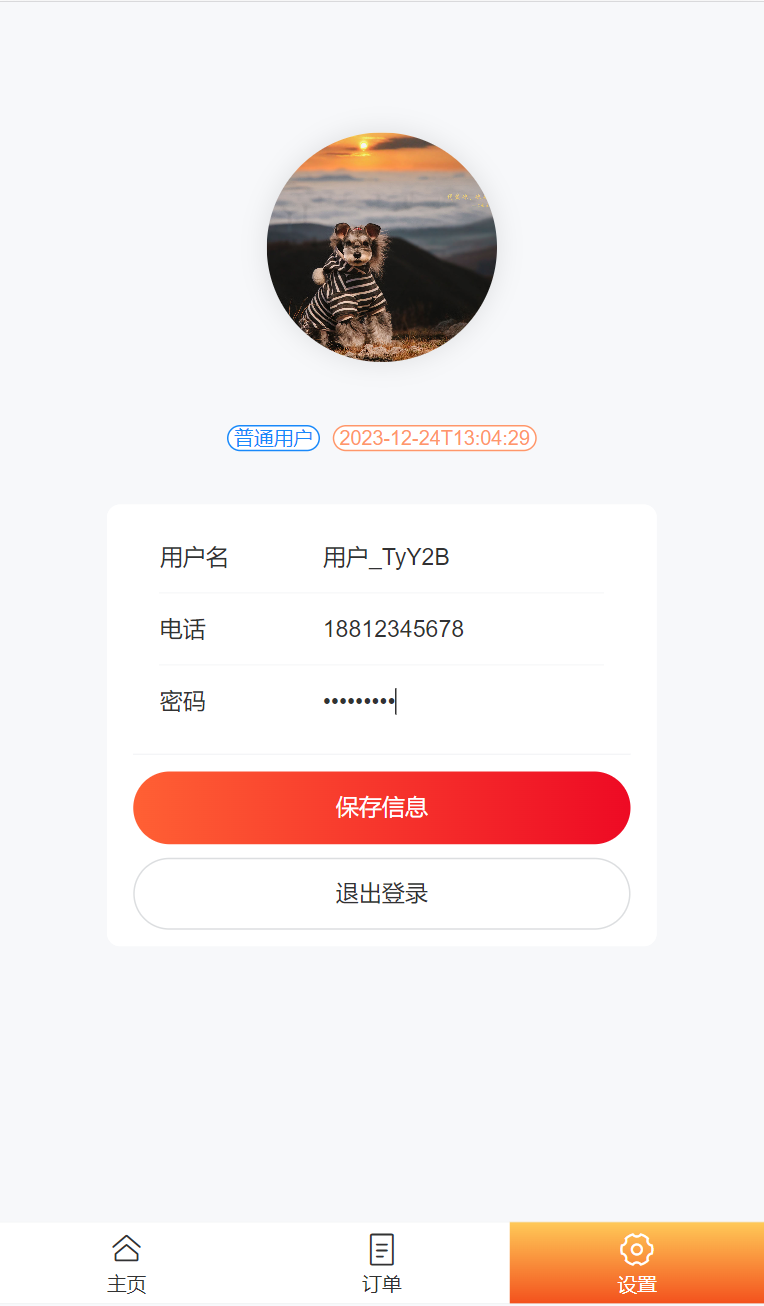 普通用户 2023-12-24T13:04:29
用户名 用户_TyY2B
电话 18812345678
密码 •••••••••
保存信息
退出登录
主页 订单 设置